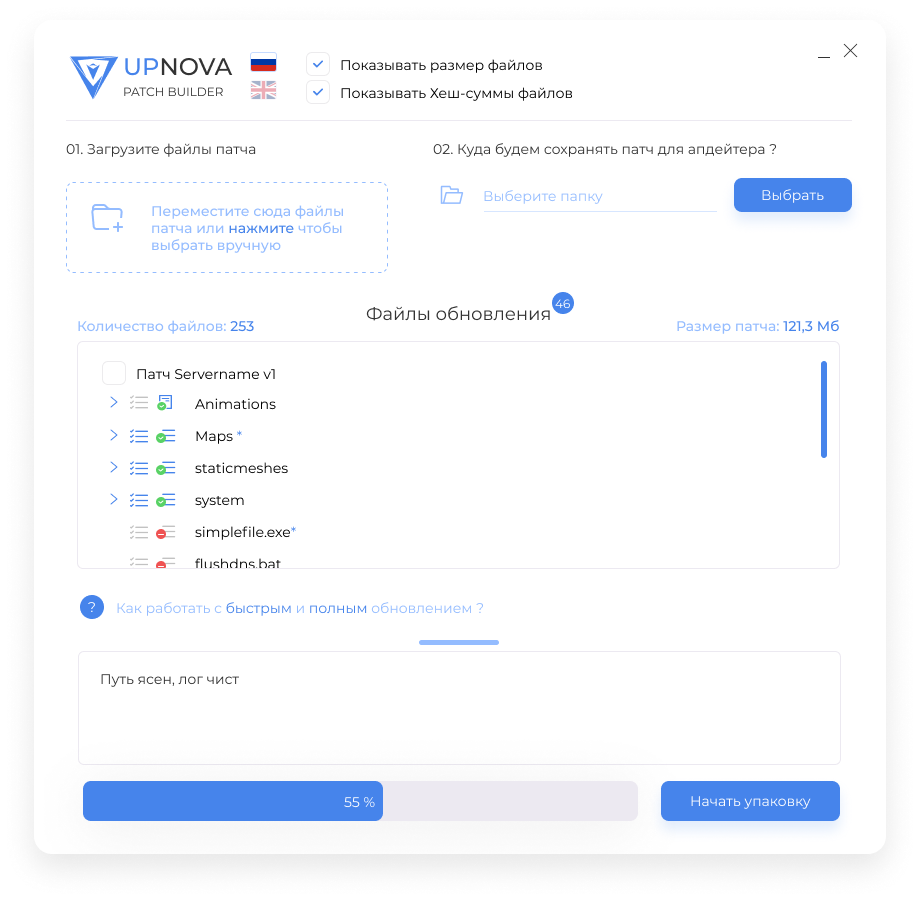 UPNOVA
PATCH BUILDER
Показывать размер файлов
Показывать Хеш-суммы файлов
01. Загрузите файлы патча
02. Куда будем сохранять патч для апдейтера ?
Переместите сюда файлы
патча или нажмите чтобы
выбрать вручную
Выберите папку
Выбрать
Количество файлов: 253
Файлы обновления 46
Размер патча: 121,3 Мб
Патч Servername v1
Animations
Maps *
staticmeshes
system
simplefile.exe*
flushdns.bat
? Как работать с быстрым и полным обновлением ?
Путь ясен, лог чист
55 %
Начать упаковку